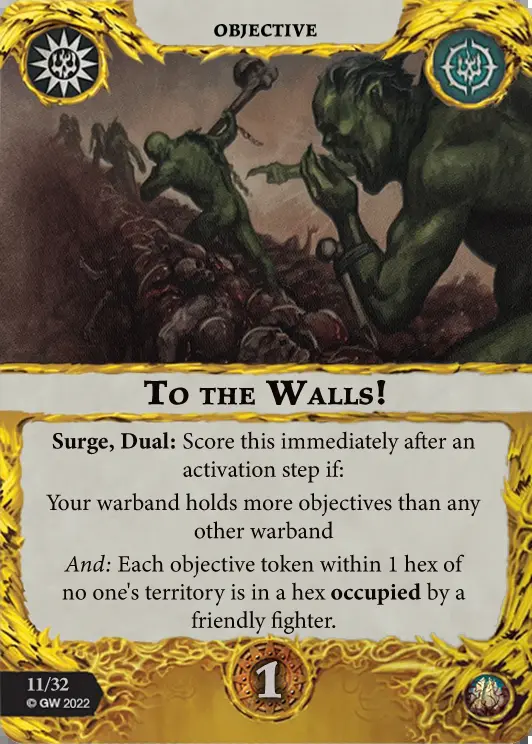 OBJECTIVE
To the Walls!
Surge, Dual: Score this immediately after an
activation step if:
Your warband holds more objectives than any
other warband
And: Each objective token within 1 hex of
no one's territory is in a hex occupied by a
friendly fighter.
1
11/32
© GW 2022